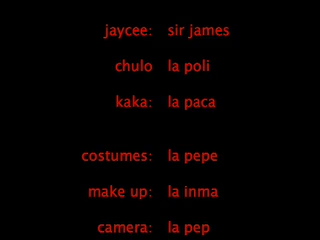 jaycee: sir james
chulo la poli
kaka: la paca
costumes: la pepe
make up: la inma
camera: la pep